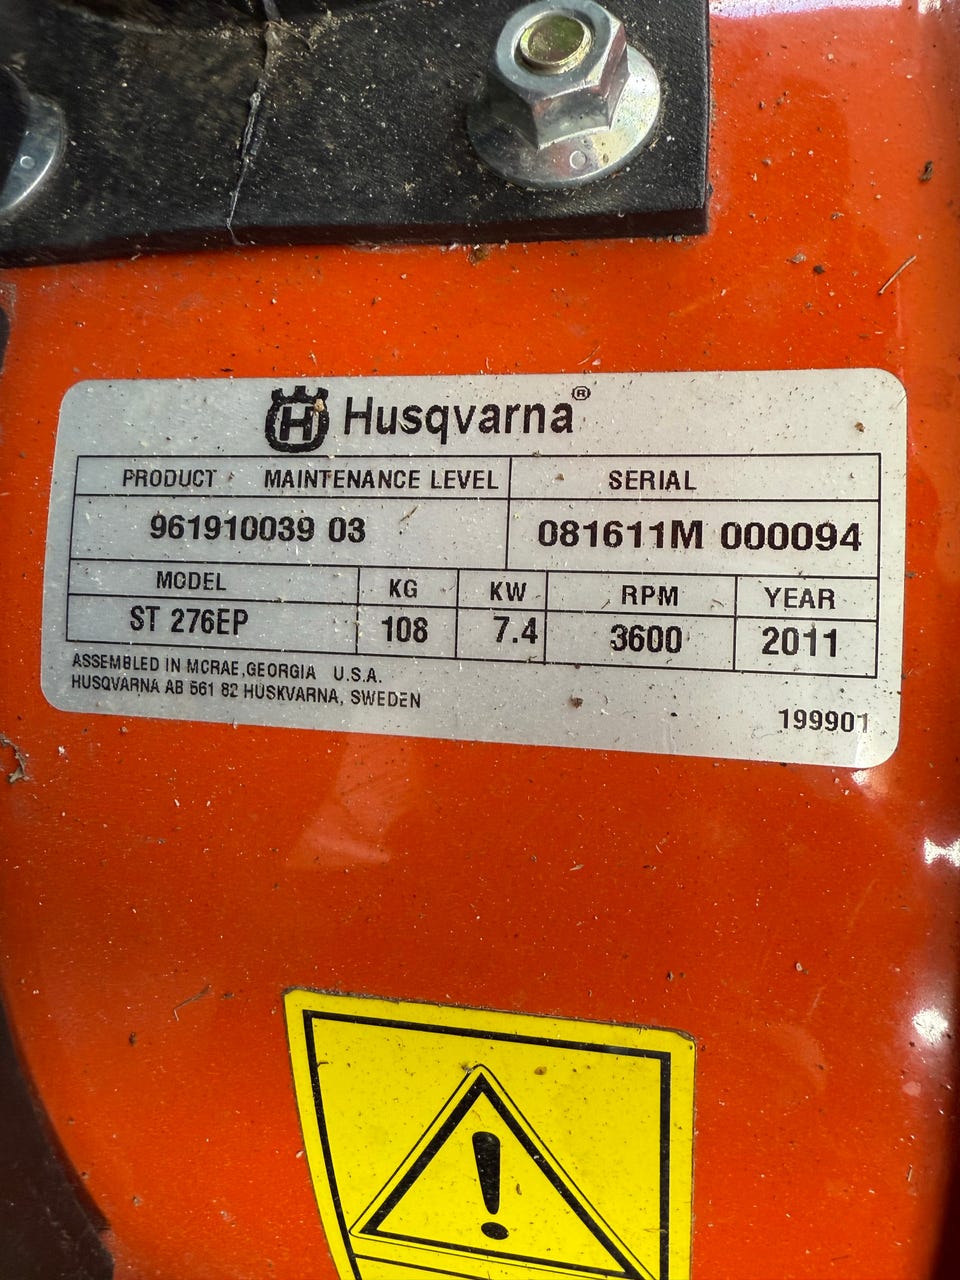 Husqvarna®
PRODUCT MAINTENANCE LEVEL SERIAL
961910039 03 081611M 000094
MODEL KG KW RPM YEAR
ST 276EP 108 7.4 3600 2011
ASSEMBLED IN MCRAE,GEORGIA U.S.A.
HUSQVARNA AB 561 82 HUSKVARNA, SWEDEN
199901